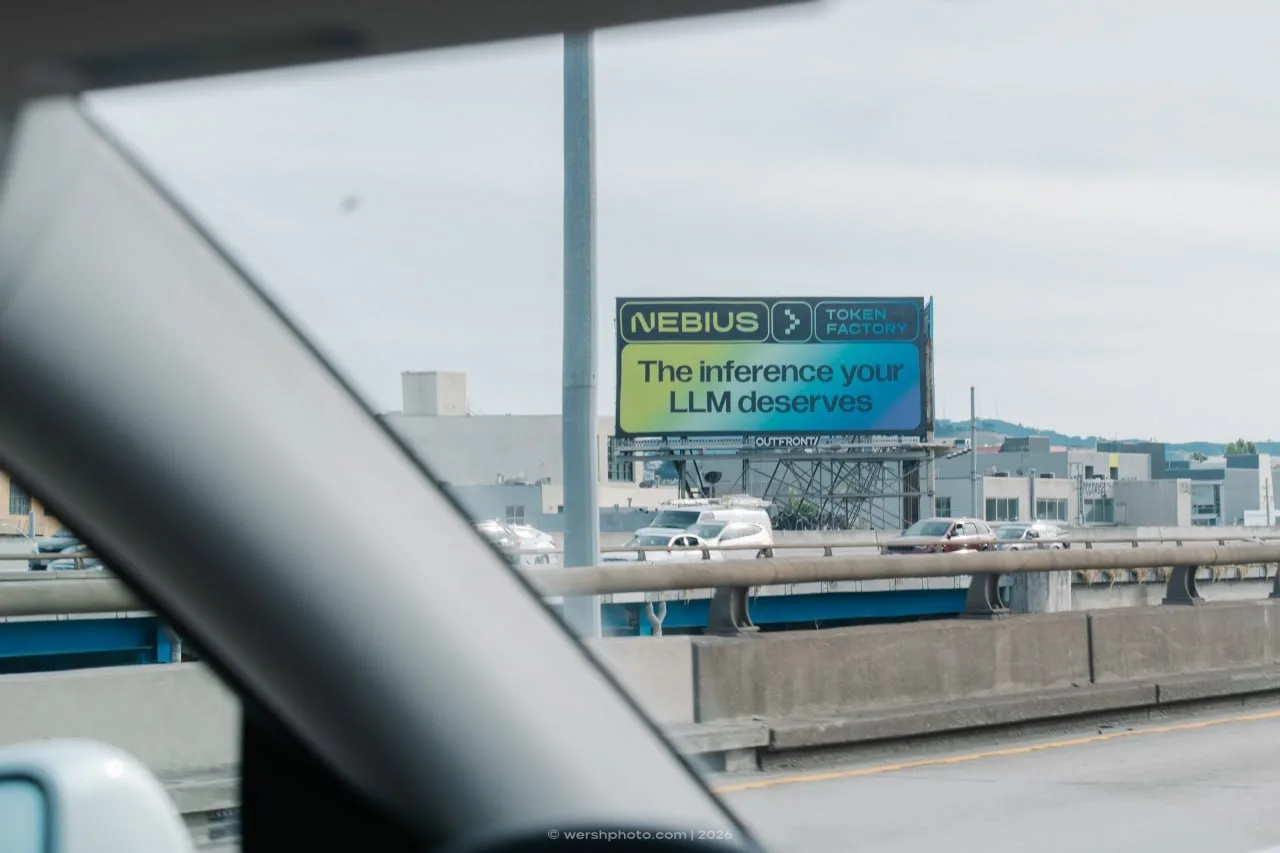 NEBIUS
TOKEN
FACTORY
The inference your
LLM deserves
OUTFRONT/
© wershphoto.com | 2026